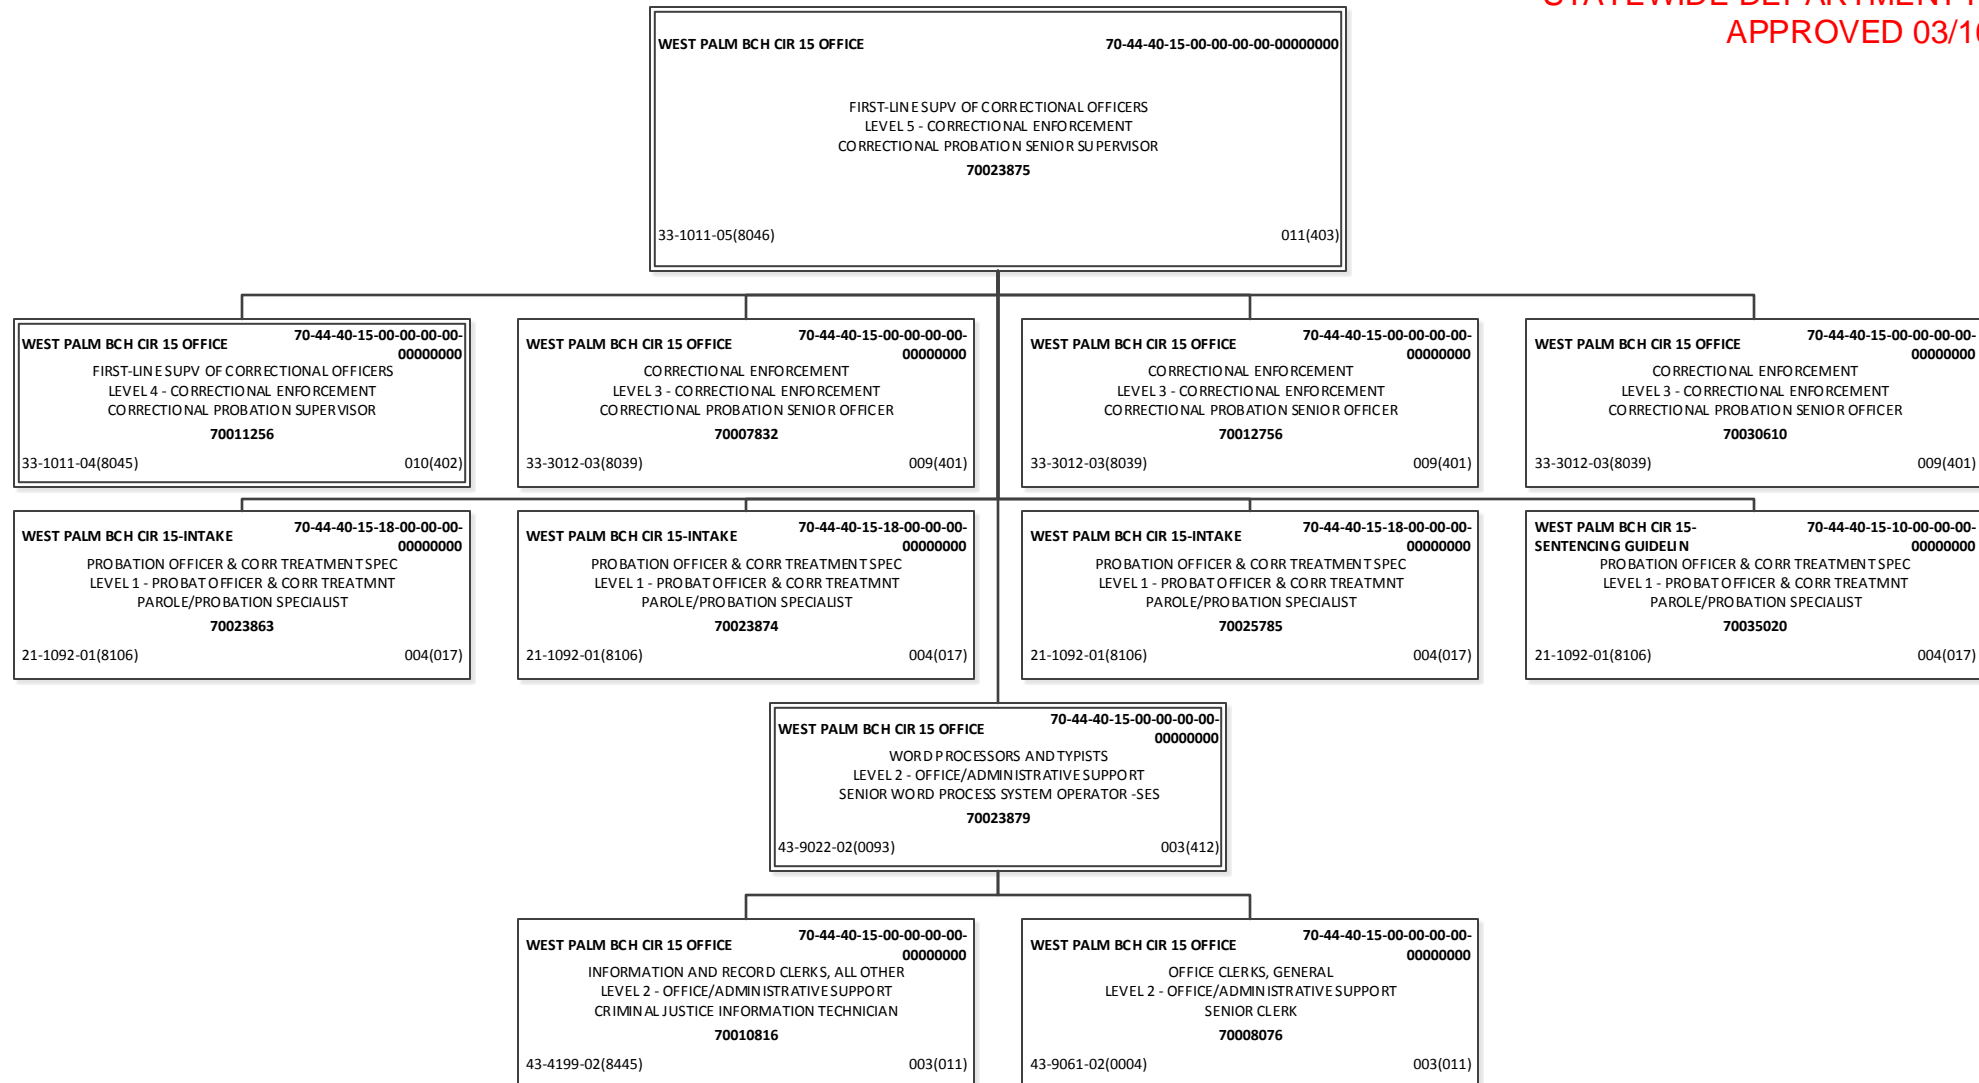 STATEWIDE DEPARTMENT
APPROVED 03/10
WEST PALM BCH CIR 15 OFFICE 70-44-40-15-00-00-00-00-00000000
FIRST-LINE SUPV OF CORRECTIONAL OFFICERS
LEVEL 5 - CORRECTIONAL ENFORCEMENT
CORRECTIONAL PROBATION SENIOR SUPERVISOR
70023875
33-1011-05(8046) 011(403)
WEST PALM BCH CIR 15 OFFICE 70-44-40-15-00-00-00-00-
00000000
FIRST-LINE SUPV OF CORRECTIONAL OFFICERS
LEVEL 4 - CORRECTIONAL ENFORCEMENT
CORRECTIONAL PROBATION SUPERVISOR
70011256
33-1011-04(8045) 010(402)
WEST PALM BCH CIR 15 OFFICE 70-44-40-15-00-00-00-00-
00000000
CORRECTIONAL ENFORCEMENT
LEVEL 3 - CORRECTIONAL ENFORCEMENT
CORRECTIONAL PROBATION SENIOR OFFICER
70007832
33-3012-03(8039) 009(401)
WEST PALM BCH CIR 15 OFFICE 70-44-40-15-00-00-00-00-
00000000
CORRECTIONAL ENFORCEMENT
LEVEL 3 - CORRECTIONAL ENFORCEMENT
CORRECTIONAL PROBATION SENIOR OFFICER
70012756
33-3012-03(8039) 009(401)
WEST PALM BCH CIR 15 OFFICE 70-44-40-15-00-00-00-00-
00000000
CORRECTIONAL ENFORCEMENT
LEVEL 3 - CORRECTIONAL ENFORCEMENT
CORRECTIONAL PROBATION SENIOR OFFICER
70030610
33-3012-03(8039) 009(401)
WEST PALM BCH CIR 15-INTAKE 70-44-40-15-18-00-00-00-
00000000
PROBATION OFFICER & CORR TREATMENT SPEC
LEVEL 1 - PROBAT OFFICER & CORR TREATMNT
PAROLE/PROBATION SPECIALIST
70023863
21-1092-01(8106) 004(017)
WEST PALM BCH CIR 15-INTAKE 70-44-40-15-18-00-00-00-
00000000
PROBATION OFFICER & CORR TREATMENT SPEC
LEVEL 1 - PROBAT OFFICER & CORR TREATMNT
PAROLE/PROBATION SPECIALIST
70023874
21-1092-01(8106) 004(017)
WEST PALM BCH CIR 15-INTAKE 70-44-40-15-18-00-00-00-
00000000
PROBATION OFFICER & CORR TREATMENT SPEC
LEVEL 1 - PROBAT OFFICER & CORR TREATMNT
PAROLE/PROBATION SPECIALIST
70025785
21-1092-01(8106) 004(017)
WEST PALM BCH CIR 15- 70-44-40-15-10-00-00-00-
SENTENCING GUIDELIN 00000000
PROBATION OFFICER & CORR TREATMENT SPEC
LEVEL 1 - PROBAT OFFICER & CORR TREATMNT
PAROLE/PROBATION SPECIALIST
70035020
21-1092-01(8106) 004(017)
WEST PALM BCH CIR 15 OFFICE 70-44-40-15-00-00-00-00-
00000000
WORD PROCESSORS AND TYPISTS
LEVEL 2 - OFFICE/ADMINISTRATIVE SUPPORT
SENIOR WORD PROCESS SYSTEM OPERATOR -SES
70023879
43-9022-02(0093) 003(412)
WEST PALM BCH CIR 15 OFFICE 70-44-40-15-00-00-00-00-
00000000
INFORMATION AND RECORD CLERKS, ALL OTHER
LEVEL 2 - OFFICE/ADMINISTRATIVE SUPPORT
CRIMINAL JUSTICE INFORMATION TECHNICIAN
70010816
43-4199-02(8445) 003(011)
WEST PALM BCH CIR 15 OFFICE 70-44-40-15-00-00-00-00-
00000000
OFFICE CLERKS, GENERAL
LEVEL 2 - OFFICE/ADMINISTRATIVE SUPPORT
SENIOR CLERK
70008076
43-9061-02(0004) 003(011)